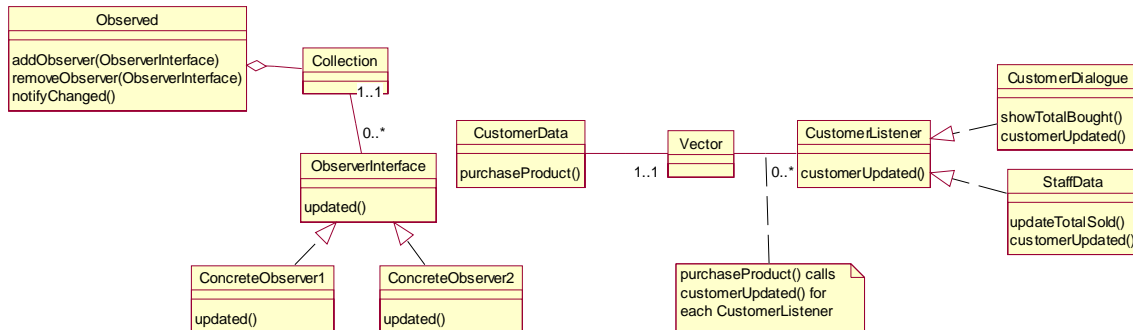 Observed
addObserver(ObserverInterface)
removeObserver(ObserverInterface)
notifyChanged()
Collection
1..1
0..*
ObserverInterface
updated()
ConcreteObserver1
updated()
ConcreteObserver2
updated()
CustomerData
purchaseProduct()
1..1
Vector
0..*
CustomerListener
customerUpdated()
CustomerDialogue
showTotalBought()
customerUpdated()
StaffData
updateTotalSold()
customerUpdated()
purchaseProduct() calls
customerUpdated() for
each CustomerListener